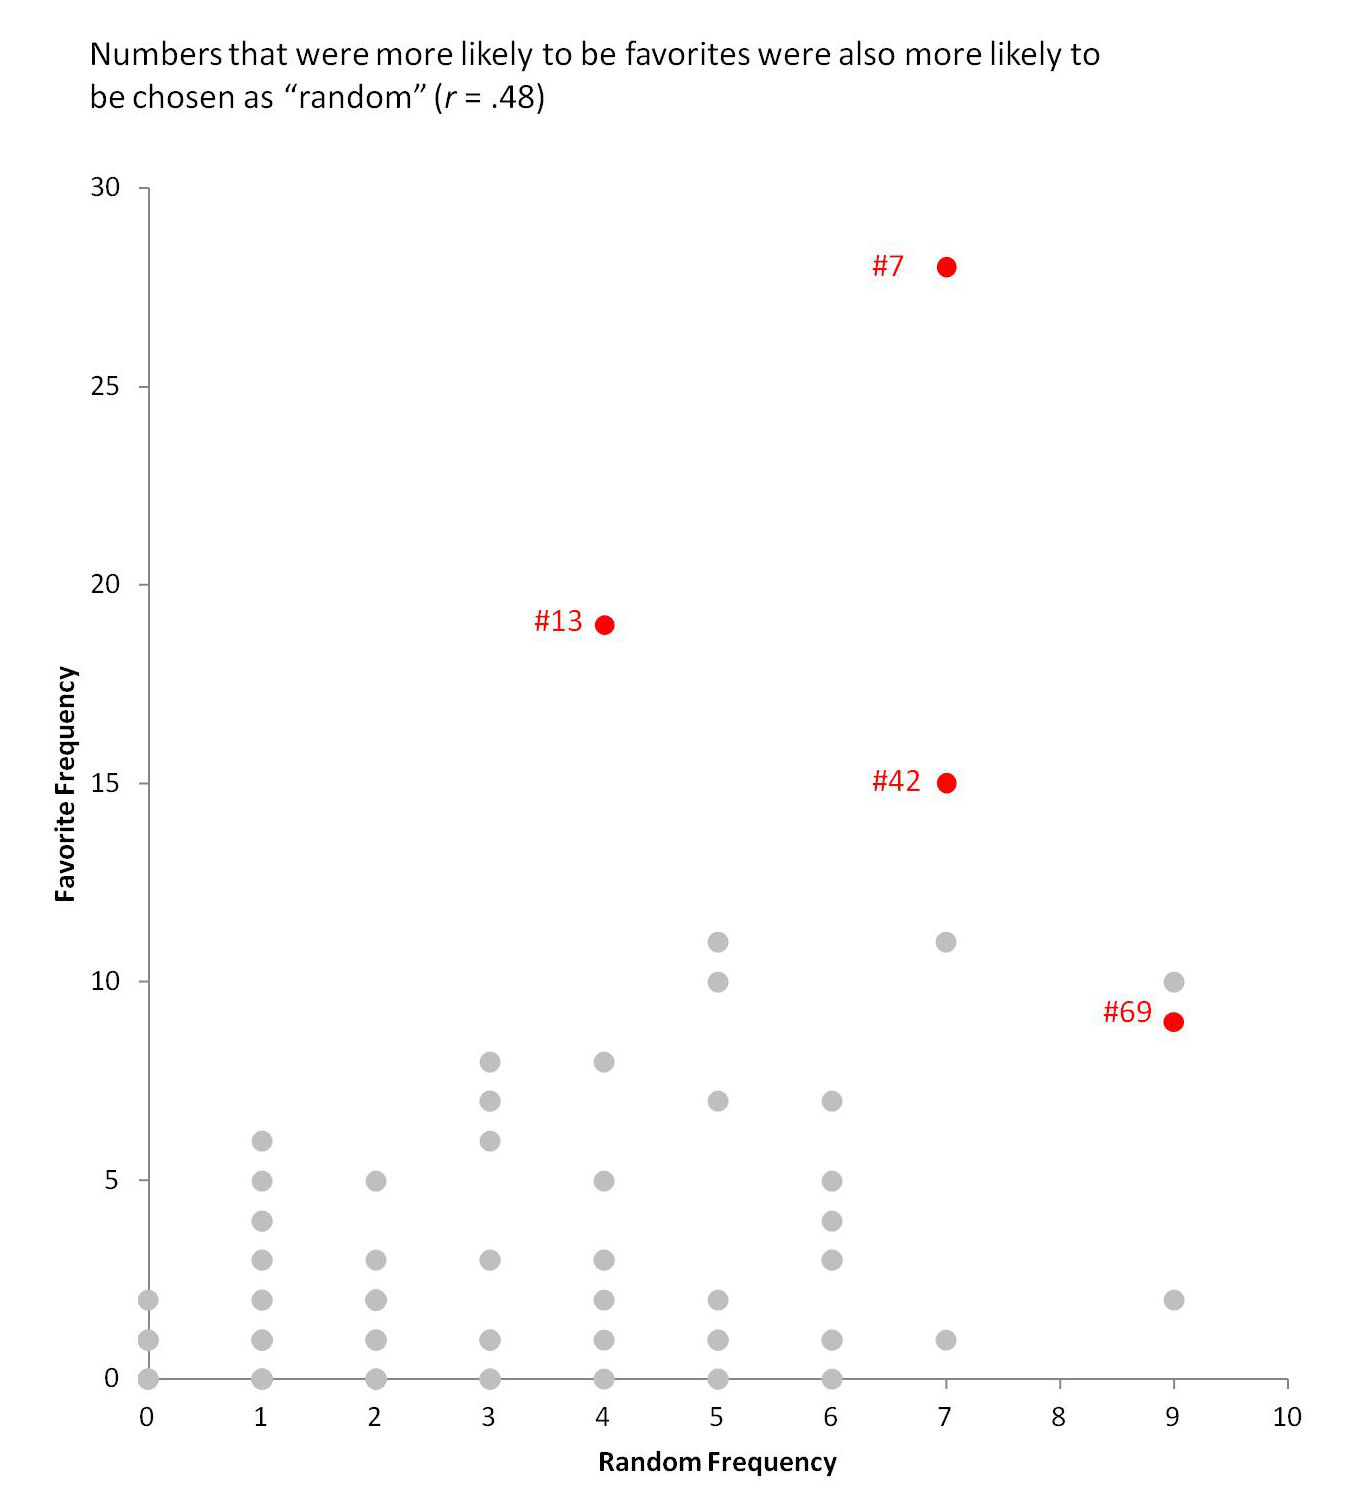 Numbers that were more likely to be favorites were also more likely to
be chosen as “random” (r = .48)
30
#7
25
20
#13
Favorite Frequency
15
#42
10
#69
5
0
0 1 2 3 4 5 6 7 8 9 10
Random Frequency